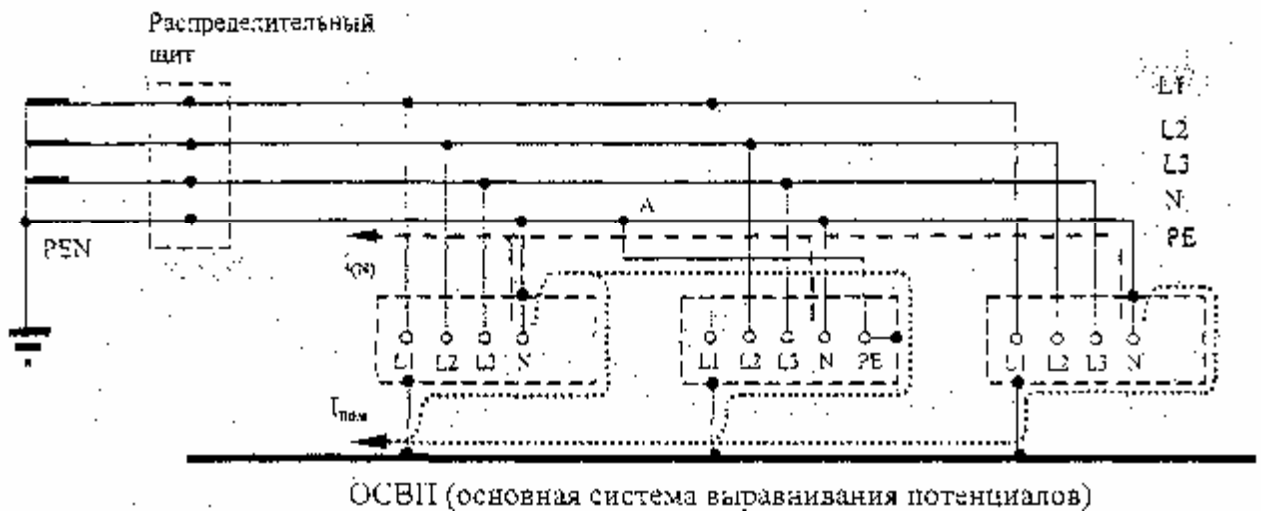 Распределительный
щит
L1
L2
L3
N
PE
A
PEN
I(N)
L1 L2 L3 N
L1 L2 L3 N PE
L1 L2 L3 N
Iпом
ОСВП (основная система выравнивания потенциалов)